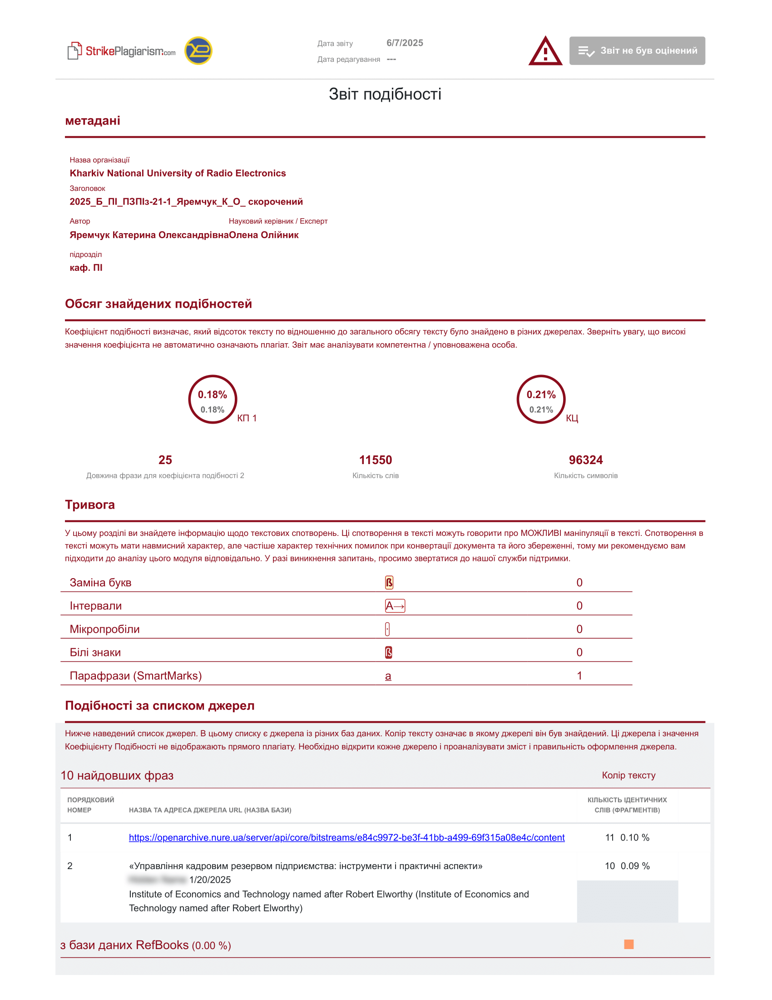 StrikePlagiarism.com
Дата звіту 6/7/2025
Дата редагування ---
Звіт не був оцінений
Звіт подібності
метадані
Назва організації
Kharkiv National University of Radio Electronics
Заголовок
2025_Б_ПІ_ПЗПІз-21-1_Яремчук_К_О_ скорочений
Автор Науковий керівник / Експерт
Яремчук Катерина ОлександрівнаОлена Олійник
підрозділ
каф. ПІ
Обсяг знайдених подібностей
Коефіцієнт подібності визначає, який відсоток тексту по відношенню до загального обсягу тексту було знайдено в різних джерелах. Зверніть увагу, що високі
значення коефіцієнта не автоматично означають плагіат. Звіт має аналізувати компетентна / уповноважена особа.
0.18%
0.18%
КП 1
0.21%
0.21%
КЦ
25
Довжина фрази для коефіцієнта подібності 2
11550
Кількість слів
96324
Кількість символів
Тривога
У цьому розділі ви знайдете інформацію щодо текстових спотворень. Ці спотворення в тексті можуть говорити про МОЖЛИВІ маніпуляції в тексті. Спотворення в
тексті можуть мати навмисний характер, але частіше характер технічних помилок при конвертації документа та його збереженні, тому ми рекомендуємо вам
підходити до аналізу цього модуля відповідально. У разі виникнення запитань, просимо звертатися до нашої служби підтримки.
Заміна букв ß 0
Інтервали A→ 0
Мікропробіли · 0
Білі знаки ß 0
Парафрази (SmartMarks) a 1
Подібності за списком джерел
Нижче наведений список джерел. В цьому списку є джерела із різних баз даних. Колір тексту означає в якому джерелі він був знайдений. Ці джерела і значення
Коефіцієнту Подібності не відображають прямого плагіату. Необхідно відкрити кожне джерело і проаналізувати зміст і правильність оформлення джерела.
10 найдовших фраз Колір тексту
ПОРЯДКОВИЙ
НОМЕР
НАЗВА ТА АДРЕСА ДЖЕРЕЛА URL (НАЗВА БАЗИ)
КІЛЬКІСТЬ ІДЕНТИЧНИХ
СЛІВ (ФРАГМЕНТІВ)
1 https://openarchive.nure.ua/server/api/core/bitstreams/e84c9972-be3f-41bb-a499-69f315a08e4c/content 11 0.10 %
2 «Управління кадровим резервом підприємства: інструменти і практичні аспекти» 10 0.09 %
1/20/2025
Institute of Economics and Technology named after Robert Elworthy (Institute of Economics and
Technology named after Robert Elworthy)
з бази даних RefBooks (0.00 %)